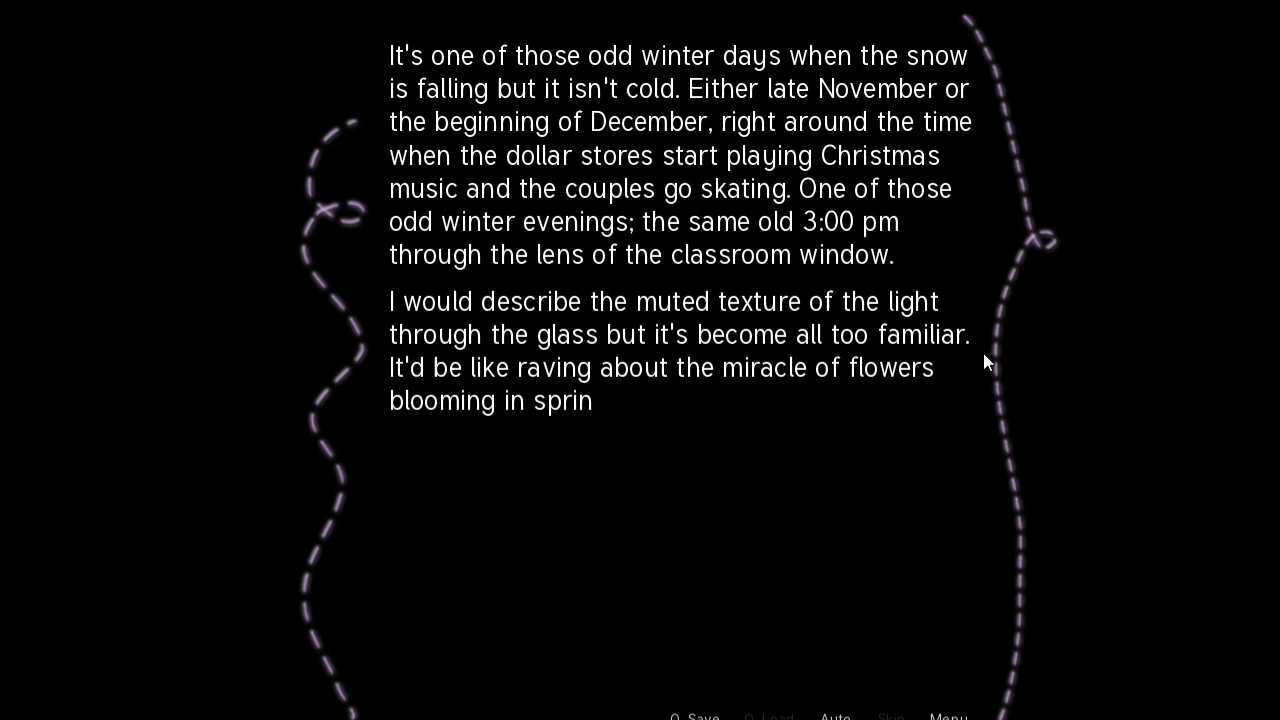 It's one of those odd winter days when the snow
is falling but it isn't cold. Either late November or
the beginning of December, right around the time
when the dollar stores start playing Christmas
music and the couples go skating. One of those
odd winter evenings; the same old 3:00 pm
through the lens of the classroom window.
I would describe the muted texture of the light
through the glass but it's become all too familiar.
It'd be like raving about the miracle of flowers
blooming in sprin
Q. Save Q. Load Auto Skip Menu